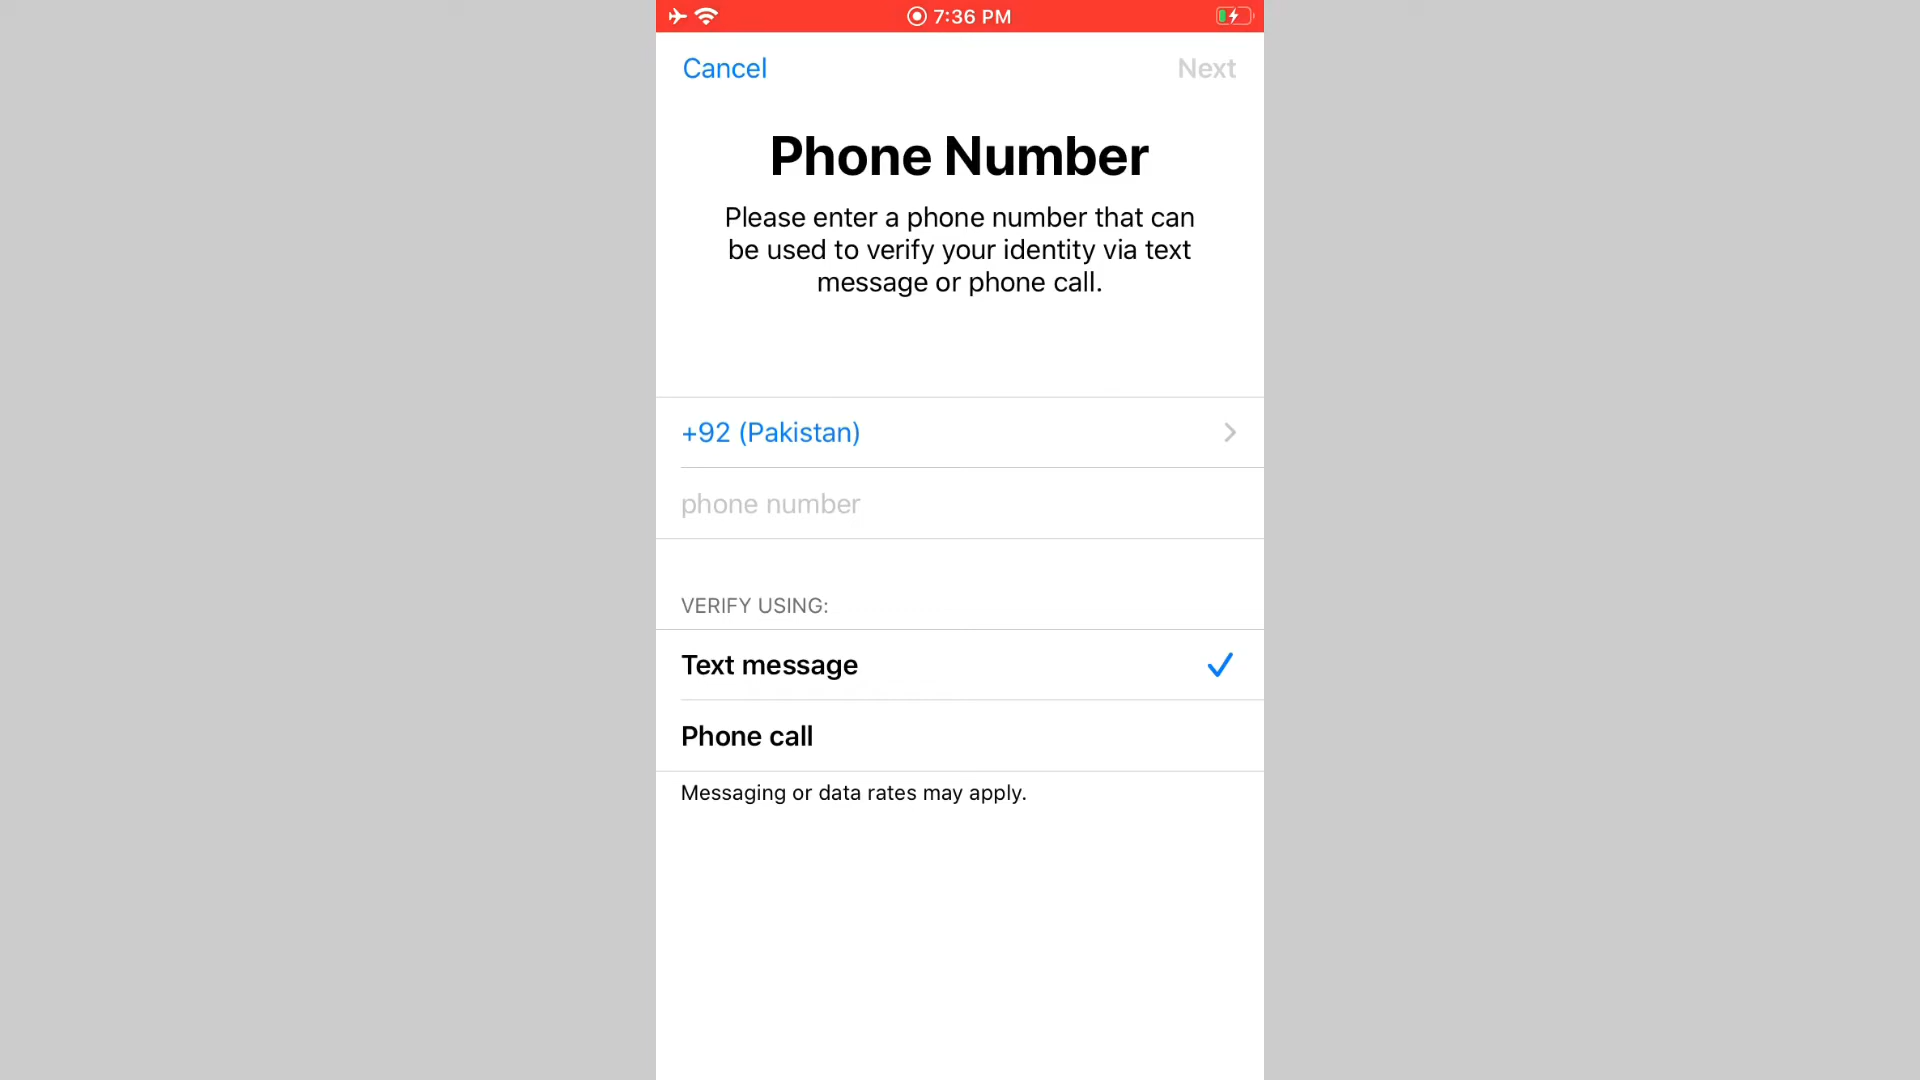 7:36 PM
Cancel
Next
Phone Number
Please enter a phone number that can
be used to verify your identity via text
message or phone call.
+92 (Pakistan)
phone number
VERIFY USING:
Text message
Phone call
Messaging or data rates may apply.